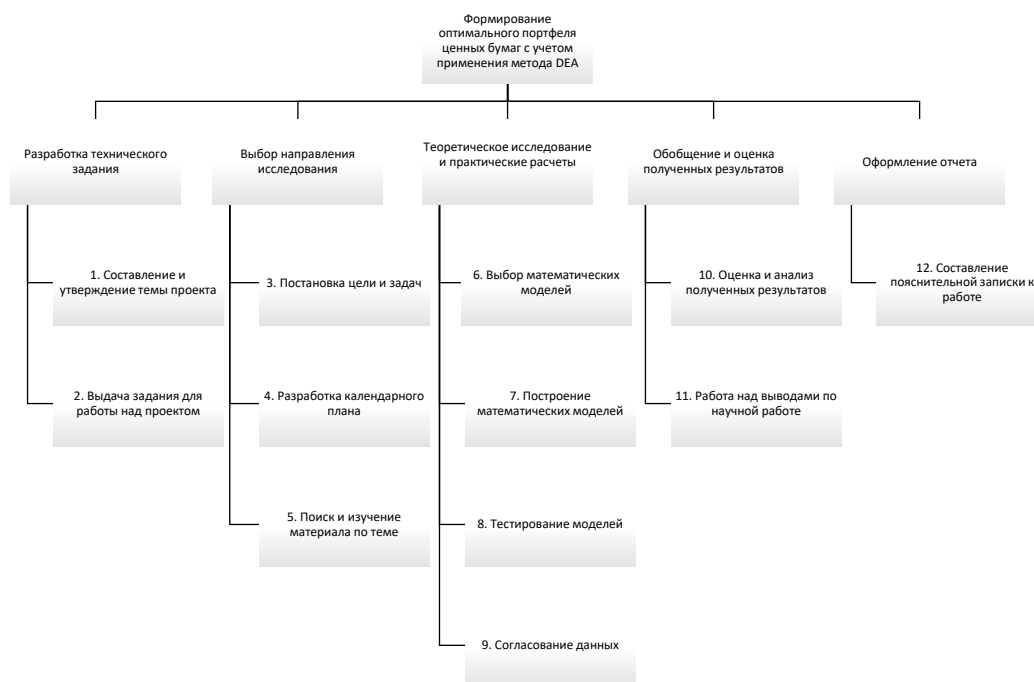 Формирование
оптимального портфеля
ценных бумаг с учетом
применения метода DEA
Разработка технического
задания
Выбор направления
исследования
Теоретическое исследование
и практические расчеты
Обобщение и оценка
полученных результатов
Оформление отчета
1. Составление и
утверждение темы проекта
2. Выдача задания для
работы над проектом
3. Постановка цели и задач
4. Разработка календарного
плана
5. Поиск и изучение
материала по теме
6. Выбор математических
моделей
7. Построение
математических моделей
8. Тестирование моделей
9. Согласование данных
10. Оценка и анализ
полученных результатов
11. Работа над выводами по
научной работе
12. Составление
пояснительной записки к
работе